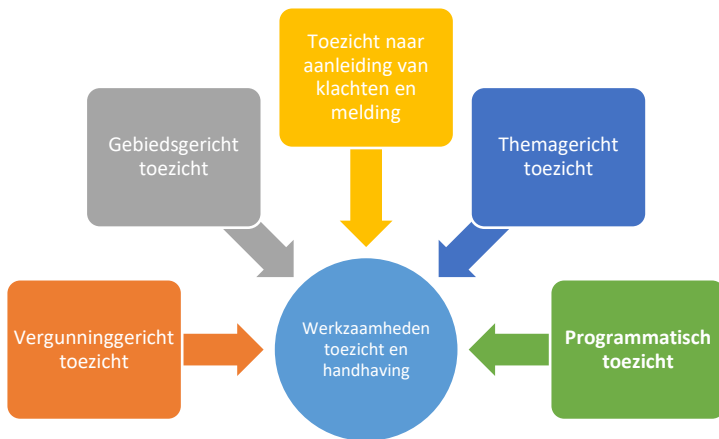 Toezicht naar
aanleiding van
klachten en
melding
Gebiedsgericht
toezicht
Themagericht
toezicht
Vergunninggericht
toezicht
Werkzaamheden
toezicht en
handhaving
Programmatisch
toezicht